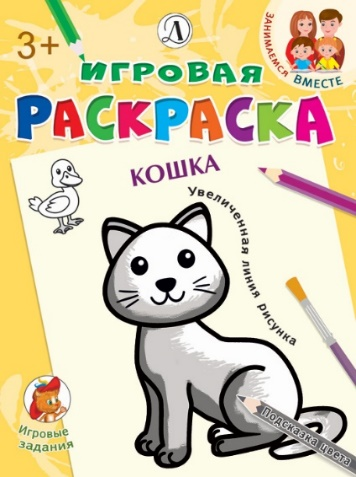 3+
Л
ЗАНИМАЕМСЯ
ВМЕСТЕ
ИГРОВАЯ
РАСКРАСКА
КОШКА
Увеличенная линия рисунка
Подсказка цвета
Игровые
задания